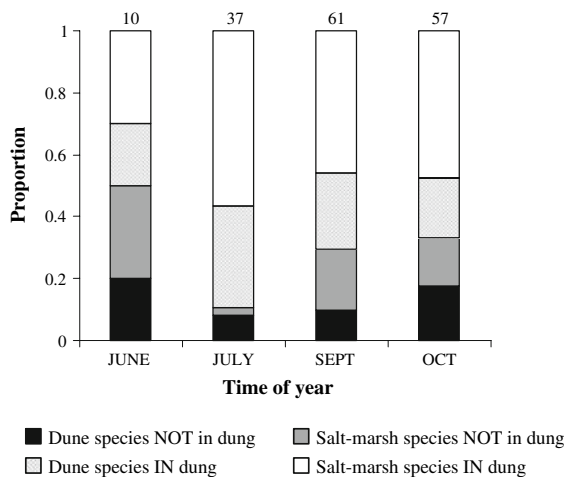 10 37 61 57
1
0.8
0.6
0.4
0.2
0
Proportion
JUNE JULY SEPT OCT
Time of year
Dune species NOT in dung Salt-marsh species NOT in dung
Dune species IN dung Salt-marsh species IN dung